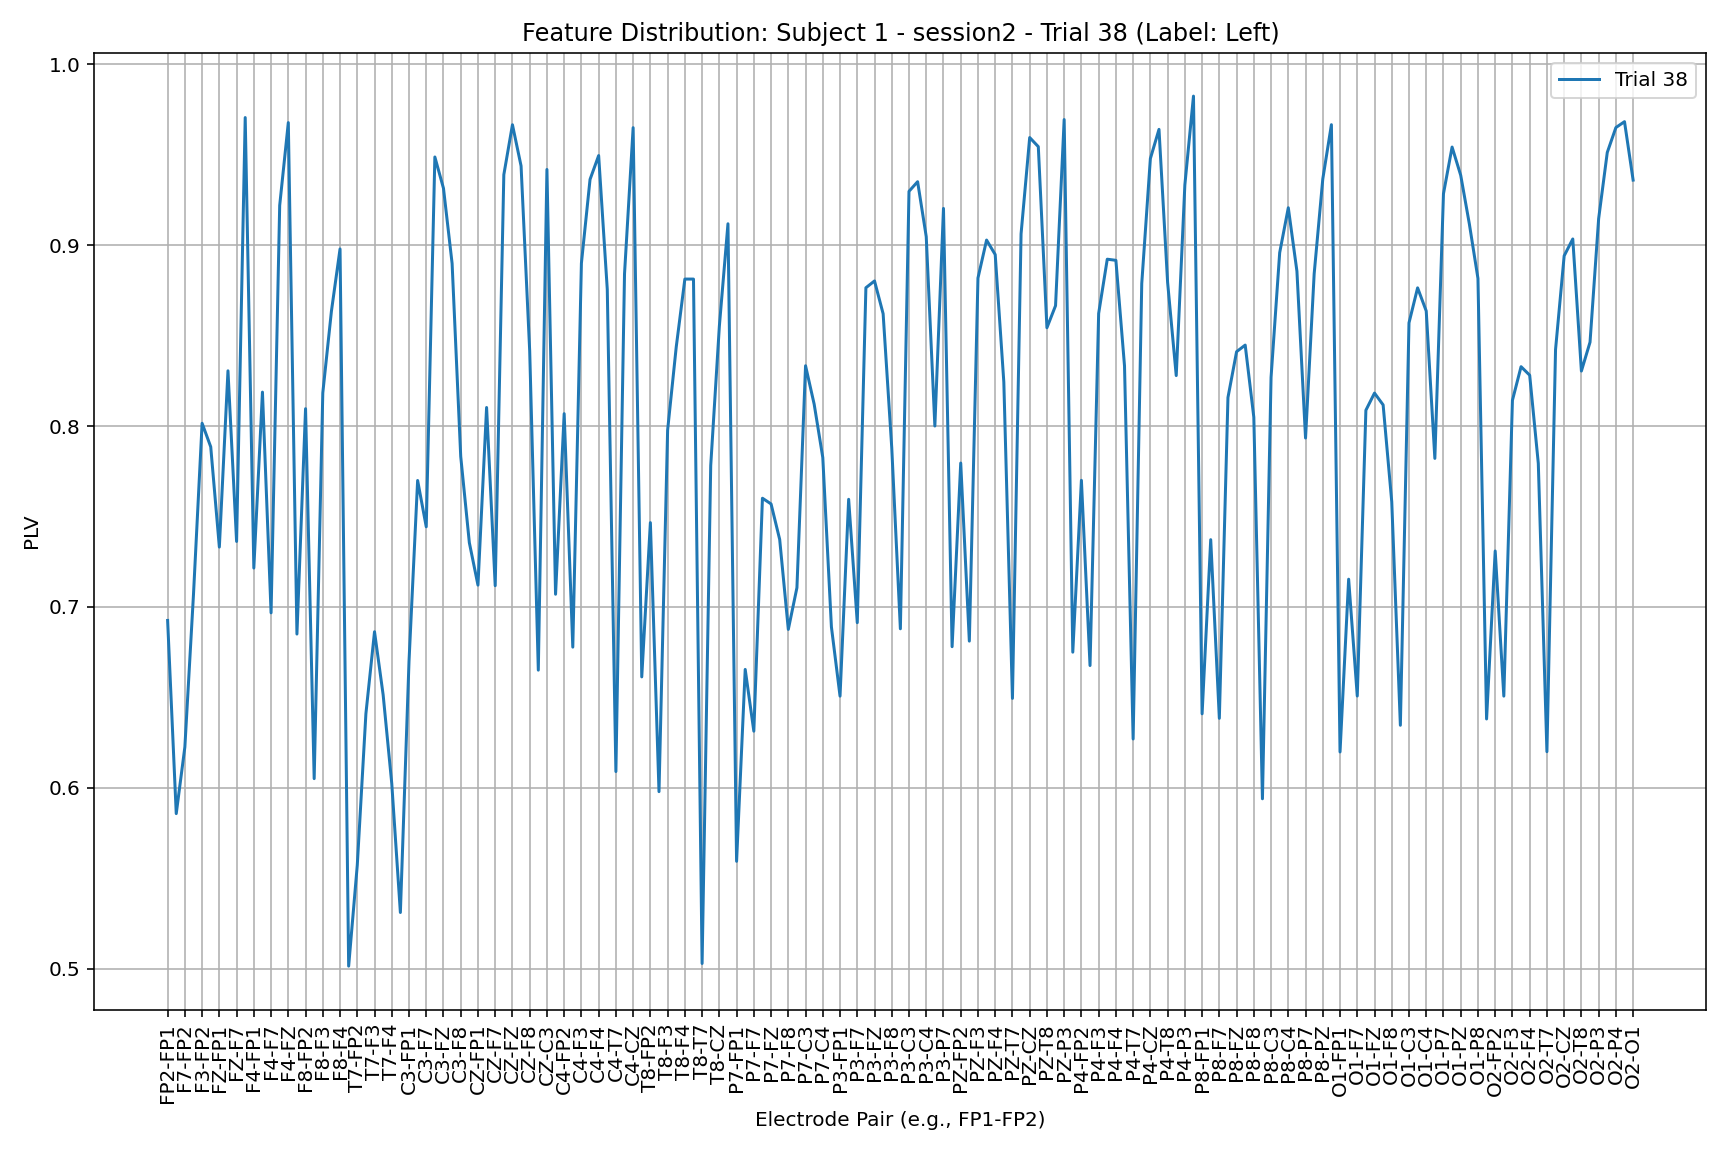 Feature Distribution: Subject 1 - session2 - Trial 38 (Label: Left)
Trial 38
1.0
0.9
0.8
0.7
0.6
0.5
PLV
FP2-FP1
F7-FP2
F3-FP2
FZ-FP1
FZ-F7
F4-FP1
F4-F7
F4-FZ
F8-FP2
F8-F3
F8-F4
T7-FP2
T7-F3
T7-F4
C3-FP1
C3-F7
C3-FZ
C3-F8
CZ-FP1
CZ-F7
CZ-FZ
CZ-F8
CZ-C3
C4-FP2
C4-F3
C4-F4
C4-T7
C4-CZ
T8-FP2
T8-F3
T8-F4
T8-T7
T8-CZ
P7-FP1
P7-F7
P7-FZ
P7-F8
P7-C3
P7-C4
P3-FP1
P3-F7
P3-FZ
P3-F8
P3-C3
P3-C4
P3-P7
PZ-FP2
PZ-F3
PZ-F4
PZ-T7
PZ-CZ
PZ-T8
PZ-P3
P4-FP2
P4-F3
P4-F4
P4-T7
P4-CZ
P4-T8
P4-P3
P8-FP1
P8-F7
P8-FZ
P8-F8
P8-C3
P8-C4
P8-P7
P8-PZ
O1-FP1
O1-F7
O1-FZ
O1-F8
O1-C3
O1-C4
O1-P7
O1-PZ
O1-P8
O2-FP2
O2-F3
O2-F4
O2-T7
O2-CZ
O2-T8
O2-P3
O2-P4
O2-O1
Electrode Pair (e.g., FP1-FP2)